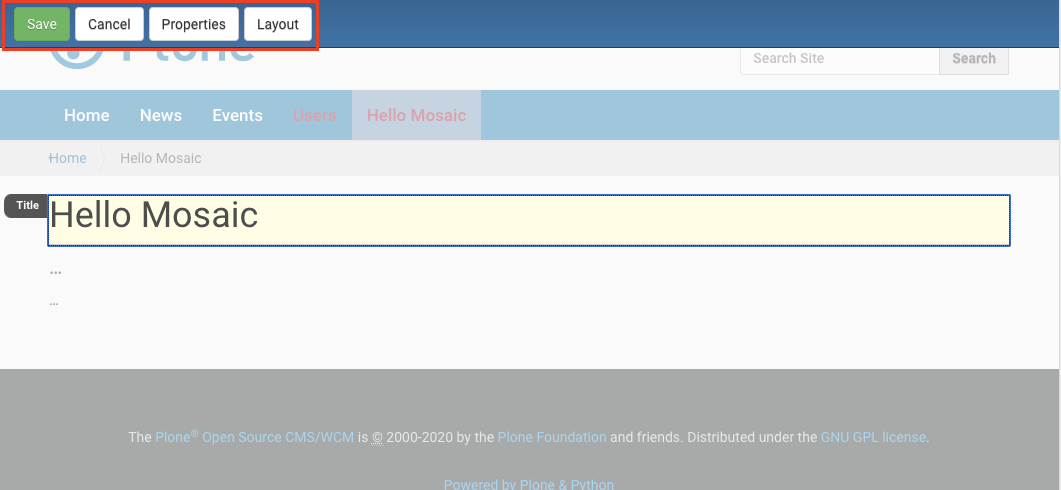 Save Cancel Properties Layout
Plone
Search Site Search
Home News Events Users Hello Mosaic
Home Hello Mosaic
Title
Hello Mosaic
...
...
The Plone® Open Source CMS/WCM is © 2000-2020 by the Plone Foundation and friends. Distributed under the GNU GPL license.
Powered by Plone & Python